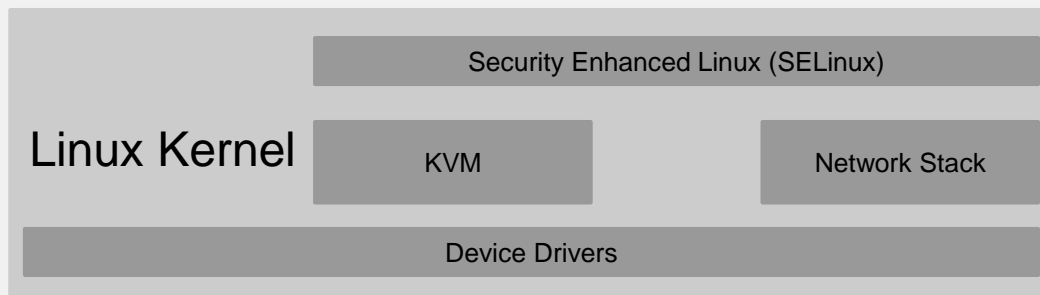 Security Enhanced Linux (SELinux)
Linux Kernel
KVM
Network Stack
Device Drivers